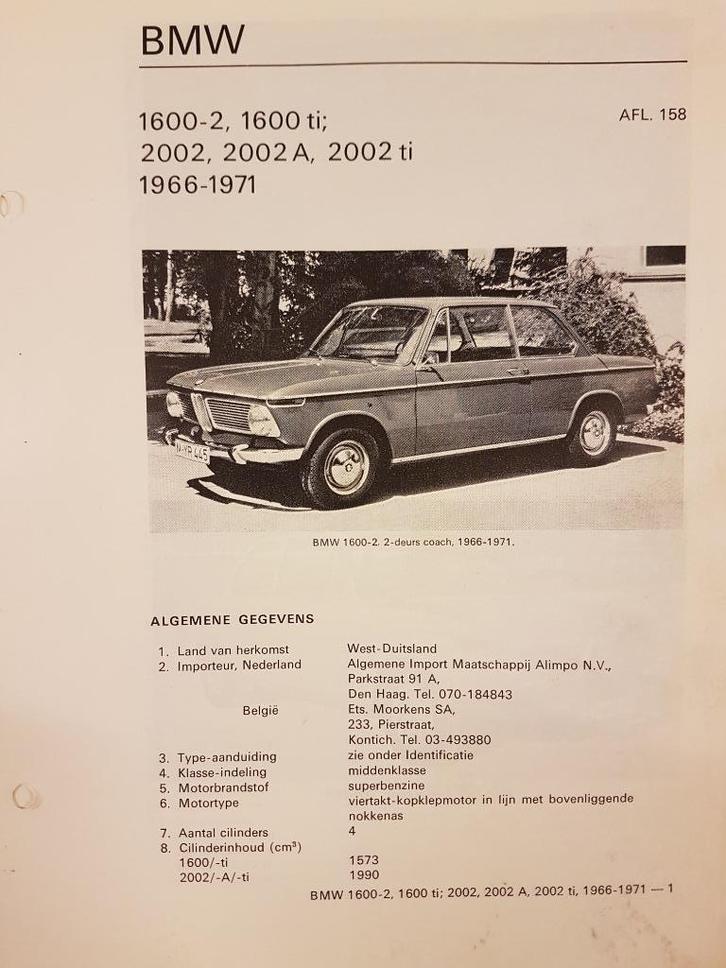 BMW
1600-2, 1600 ti;
AFL. 158
2002, 2002 A, 2002 ti
1966-1971
N-YR 445
BMW 1600-2. 2-deurs coach, 1966-1971.
ALGEMENE GEGEVENS
1. Land van herkomst West-Duitsland
2. Importeur, Nederland Algemene Import Maatschappij Alimpo N.V.,
Parkstraat 91 A,
Den Haag. Tel. 070-184843
België Ets. Moorkens SA,
233, Pierstraat,
Kontich. Tel. 03-493880
3. Type-aanduiding zie onder Identificatie
4. Klasse-indeling middenklasse
5. Motorbrandstof superbenzine
6. Motortype viertakt-kopklepmotor in lijn met bovenliggende
nokkenas
7. Aantal cilinders 4
8. Cilinderinhoud (cm³)
1600/-ti 1573
2002/-A/-ti 1990
BMW 1600-2, 1600 ti; 2002, 2002 A, 2002 ti, 1966-1971 — 1